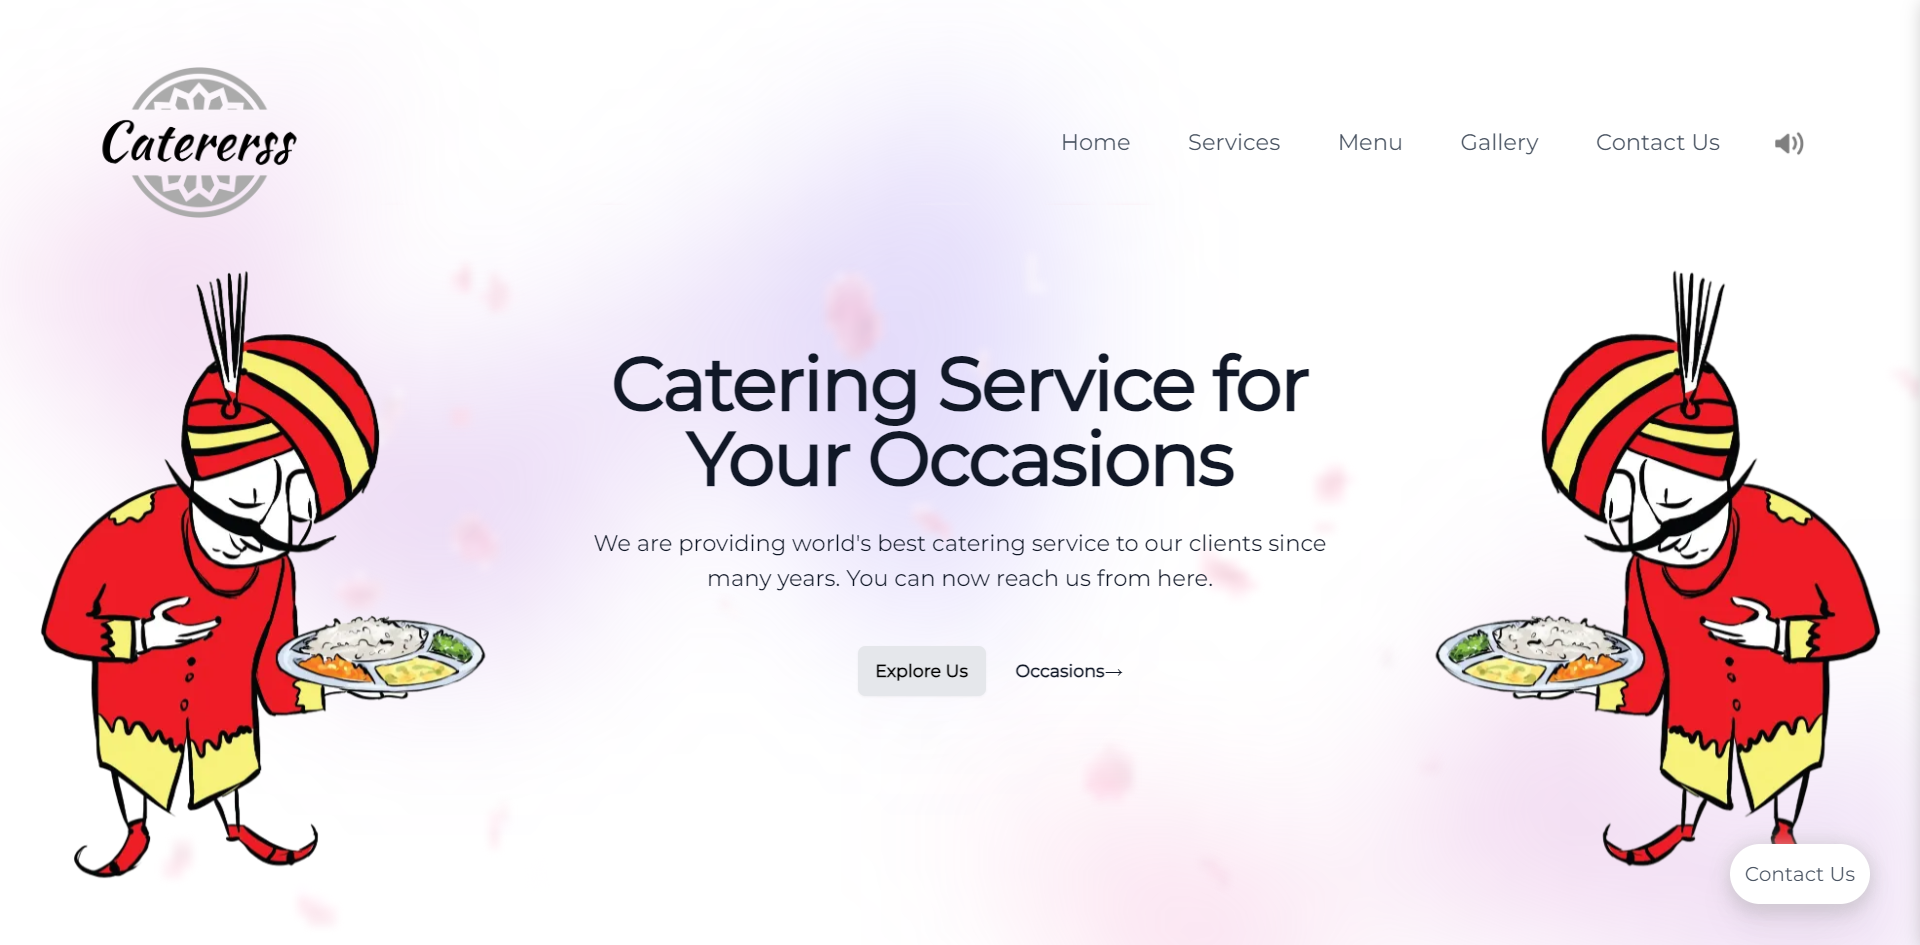 Catererss
Home
Services
Menu
Gallery
Contact Us
Catering Service for
Your Occasions
We are providing world's best catering service to our clients since
many years. You can now reach us from here.
Explore Us
Occasions→
Contact Us